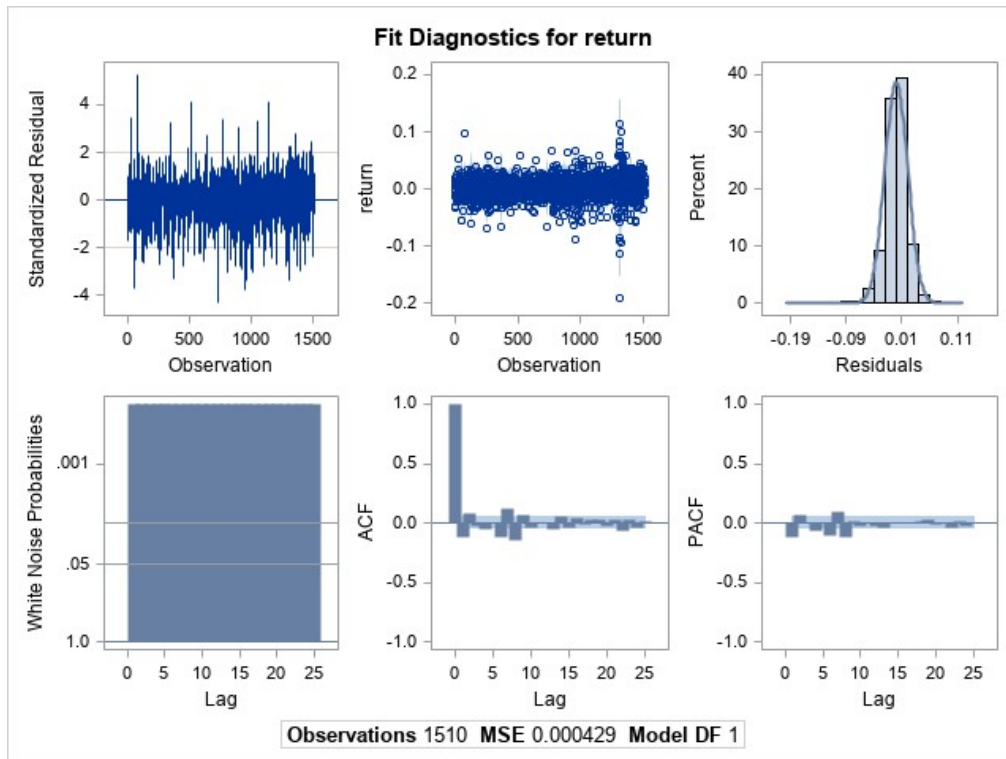 Fit Diagnostics for return
Standardized Residual
4
2
0
-2
-4
0 500 1000 1500
Observation
return
0.2
0.1
0.0
-0.1
-0.2
0 500 1000 1500
Observation
Percent
40
30
20
10
0
-0.19 -0.09 0.01 0.11
Residuals
White Noise Probabilities
.001
.05
1.0
0 5 10 15 20 25
Lag
ACF
1.0
0.5
0.0
-0.5
-1.0
0 5 10 15 20 25
Lag
PACF
1.0
0.5
0.0
-0.5
-1.0
0 5 10 15 20 25
Lag
Observations 1510 MSE 0.000429 Model DF 1